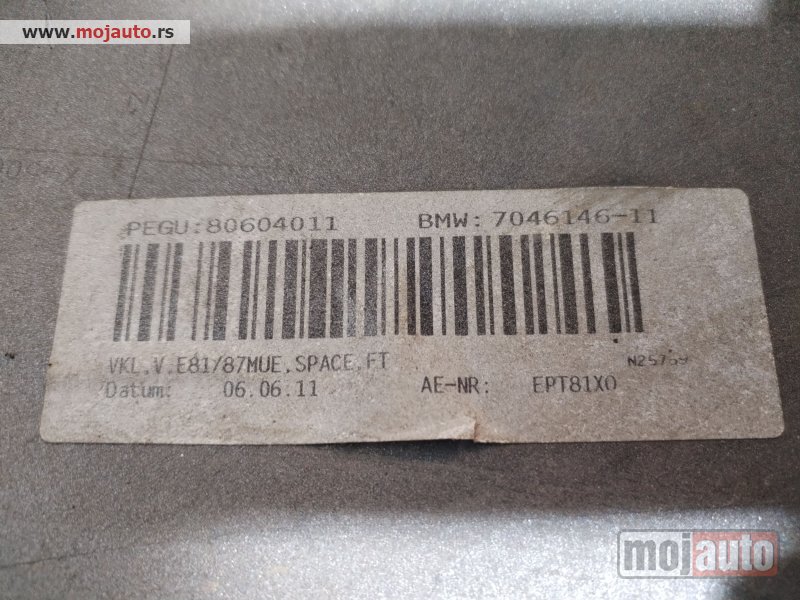 www.mojauto.rs
PEGU:80604011 BMW: 7046146-11
VKL,V,E81/87MUE,SPACE,FT
N25759
Datum: 06.06.11 AE-NR: EPT81X0
mojauto